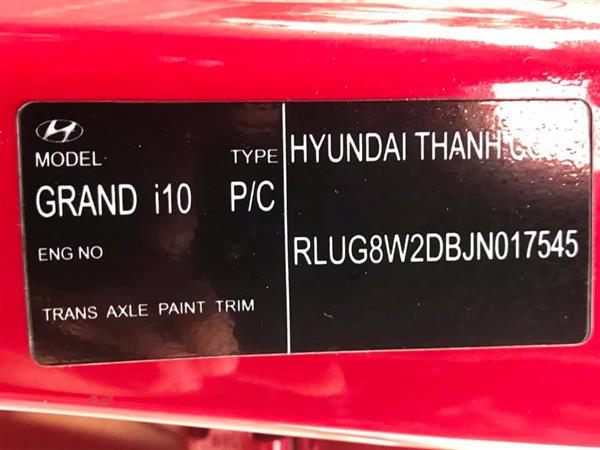 MODEL TYPE
GRAND i10 P/C
ENG NO
TRANS AXLE PAINT TRIM
HYUNDAI THANH
RLUG8W2DBJN017545